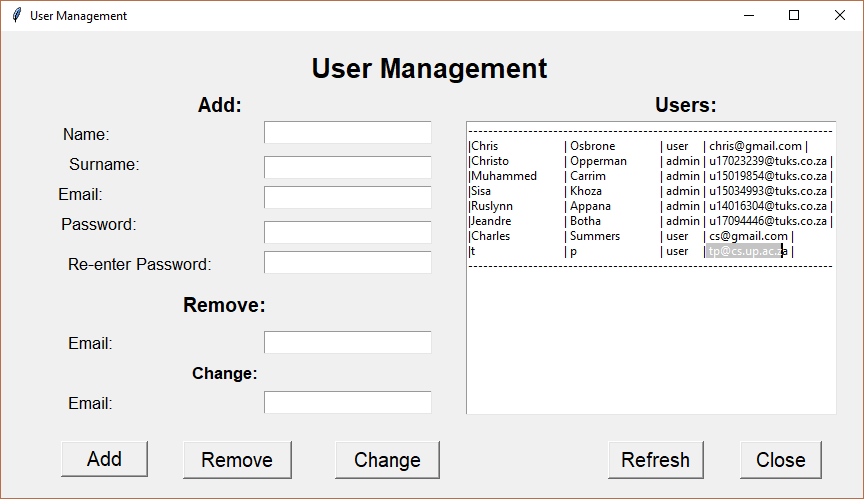 User Management
User Management
Add:
Name:
Surname:
Email:
Password:
Re-enter Password:
Remove:
Email:
Change:
Email:
Users:
------------------------------------------------------------------------------------------
|Chris | Osbrone | user | chris@gmail.com |
|Christo | Opperman | admin | u17023239@tuks.co.za |
|Muhammed | Carrim | admin | u15019854@tuks.co.za |
|Sisa | Khoza | admin | u15034993@tuks.co.za |
|Ruslynn | Appana | admin | u14016304@tuks.co.za |
|Jeandre | Botha | admin | u17094446@tuks.co.za |
|Charles | Summers | user | cs@gmail.com |
|t | p | user | tp@cs.up.ac.za |
------------------------------------------------------------------------------------------
Add Remove Change Refresh Close